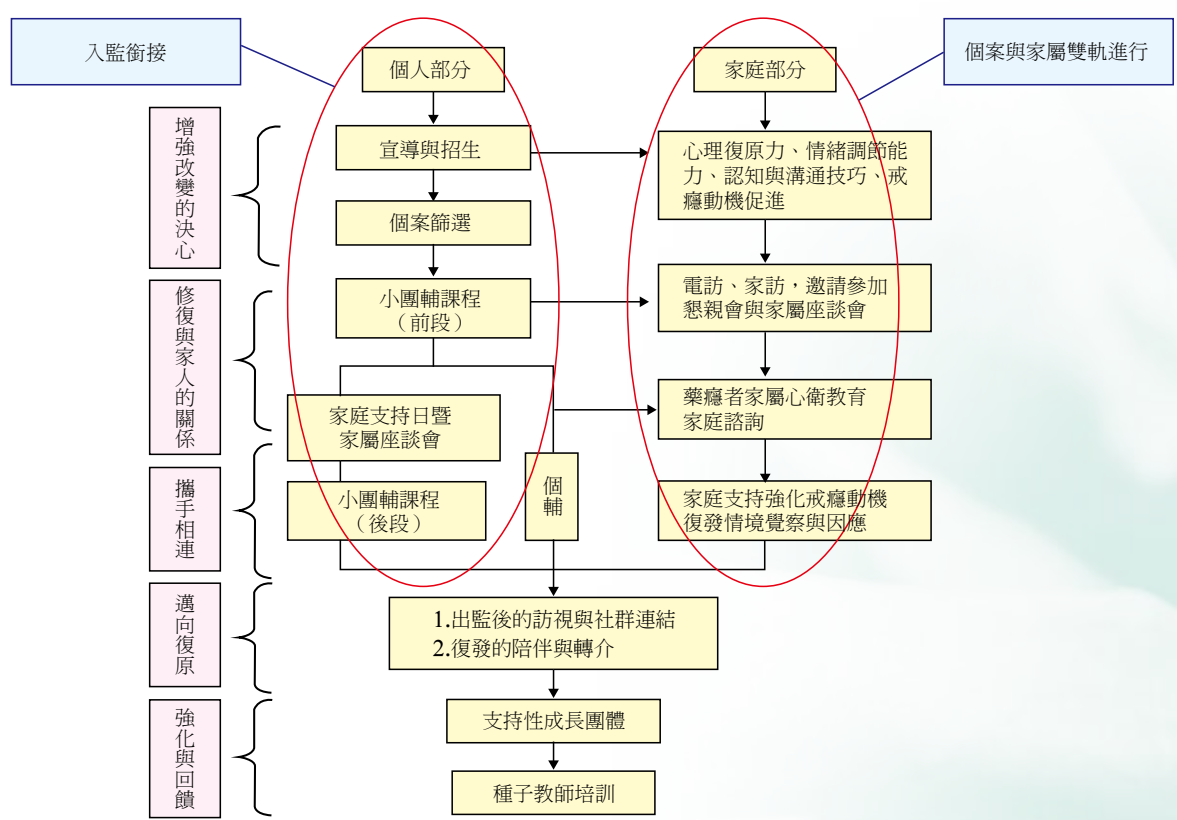 入監銜接
個人部分
家庭部分
個案與家屬雙軌進行
增強改變的決心
宣導與招生
心理復原力、情緒調節能
力、認知與溝通技巧、戒
癮動機促進
個案篩選
修復與家人的關係
小團輔課程
（前段）
電訪、家訪，邀請參加
懇親會與家屬座談會
家庭支持日暨
家屬座談會
藥癮者家屬心衛教育
家庭諮詢
攜手相連
小團輔課程
（後段）
個輔
家庭支持強化戒癮動機
復發情境覺察與因應
邁向復原
1.出監後的訪視與社群連結
2.復發的陪伴與轉介
強化與回饋
支持性成長團體
種子教師培訓